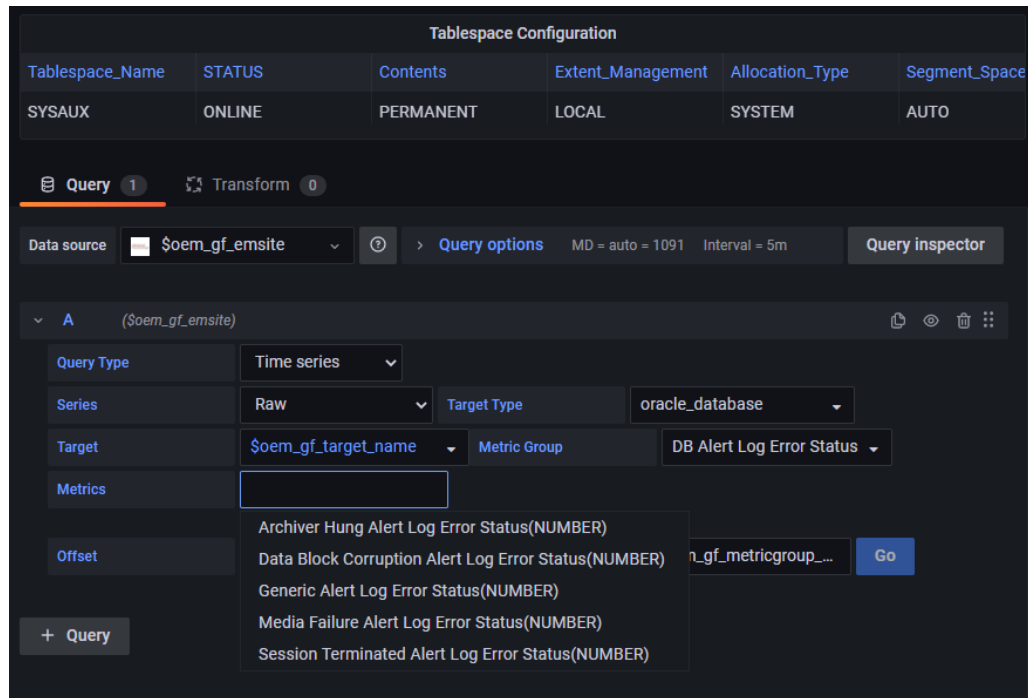 Tablespace Configuration
Tablespace_Name STATUS Contents Extent_Management Allocation_Type Segment_Space
SYSAUX ONLINE PERMANENT LOCAL SYSTEM AUTO
Query 1 Transform 0
Data source $oem_gf_emsite Query options MD = auto = 1091 Interval = 5m Query inspector
A ($oem_gf_emsite)
Query Type Time series
Series Raw Target Type oracle_database
Target $oem_gf_target_name Metric Group DB Alert Log Error Status
Metrics
Archiver Hung Alert Log Error Status(NUMBER)
Offset Data Block Corruption Alert Log Error Status(NUMBER) m_gf_metricgroup_... Go
Generic Alert Log Error Status(NUMBER)
Media Failure Alert Log Error Status(NUMBER)
+ Query
Session Terminated Alert Log Error Status(NUMBER)